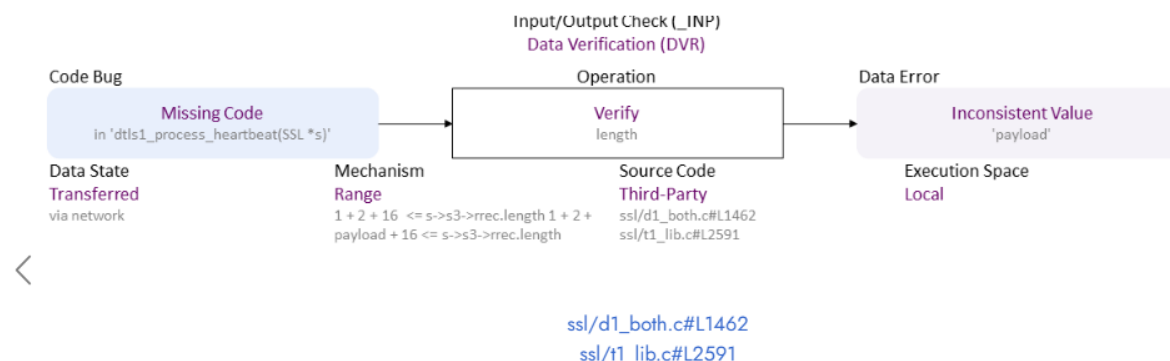 Input/Output Check (_INP)
Data Verification (DVR)
Code Bug
Operation
Data Error
Missing Code
in 'dtls1_process_heartbeat(SSL *s)'
Verify
length
Inconsistent Value
'payload'
Data State
Transferred
via network
Mechanism
Range
1 + 2 + 16 <= s->s3->rrec.length 1 + 2 +
payload + 16 <= s->s3->rrec.length
Source Code
Third-Party
ssl/d1_both.c#L1462
ssl/t1_lib.c#L2591
Execution Space
Local
ssl/d1_both.c#L1462
ssl/t1_lib.c#L2591